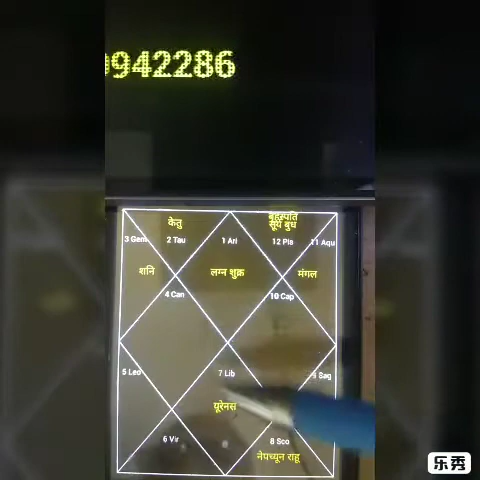 942286
केतु
बृहस्पति
सूर्य बुध
3 Gem
2 Tau
1 Ari
12 Pis
11 Aqu
शनि
लग्न शुक्र
मंगल
4 Can
10 Cap
5 Leo
7 Lib
9 Sag
यूरेनस
6 Vir
8 Sco
नेपच्यून राहू
乐秀